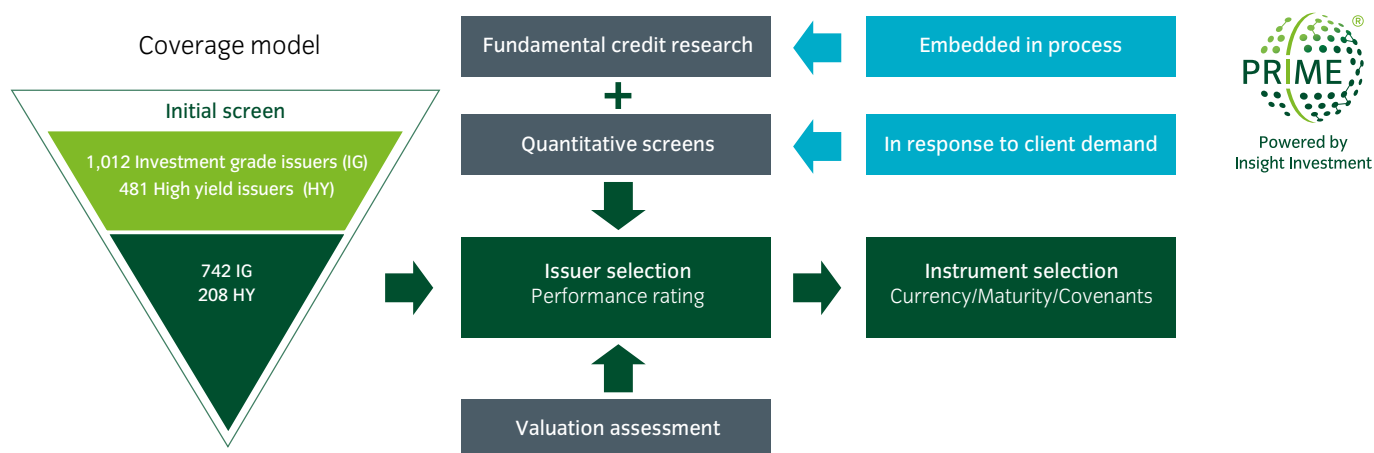 Coverage model
Initial screen
1,012 Investment grade issuers (IG)
481 High yield issuers (HY)
742 IG
208 HY
Fundamental credit research
+
Quantitative screens
Embedded in process
In response to client demand
Issuer selection
Performance rating
Instrument selection
Currency/Maturity/Covenants
Valuation assessment
PRIME®
Powered by
Insight Investment